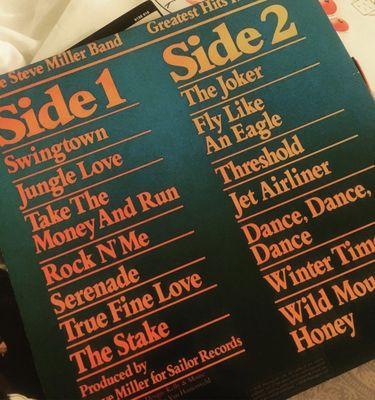 e Steve Miller Band
Greatest Hits
Side 1
Swingtown
Jungle Love
Take The
Money And Run
Rock N' Me
Serenade
True Fine Love
The Stake
Produced by
ve Miller for Sailor Records
Side 2
The Joker
Fly Like
An Eagle
Threshold
Jet Airliner
Dance, Dance,
Dance
Winter Time
Wild Mou
Honey